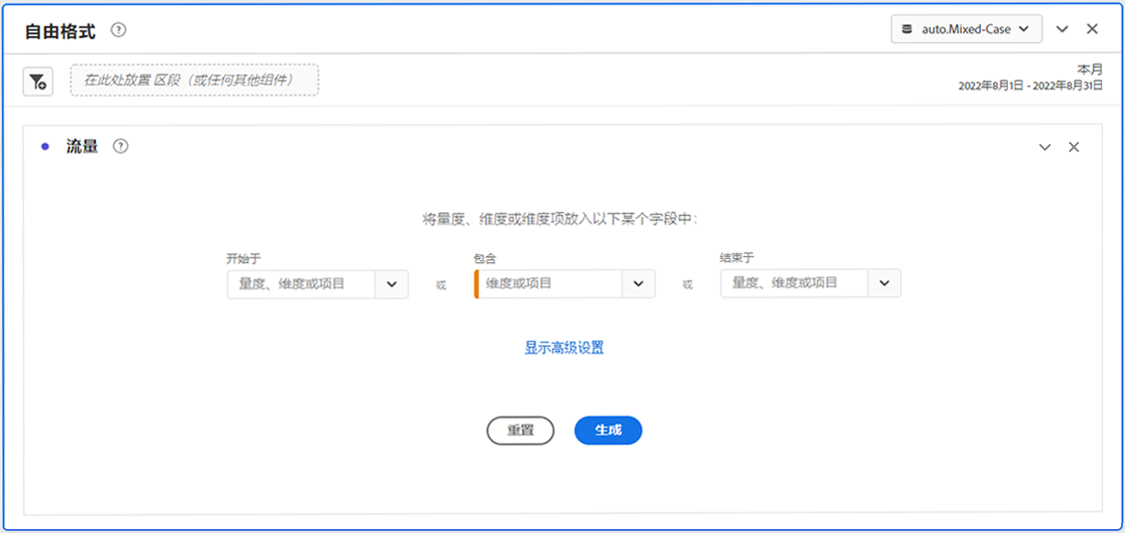 自由格式
auto.Mixed-Case
在此处放置 区段（或任何其他组件）
本月
2022年8月1日 - 2022年8月31日
流量
将量度、维度或维度项放入以下某个字段中：
开始于 包含 结束于
量度、维度或项目 或 维度或项目 或 量度、维度或项目
显示高级设置
重置 生成